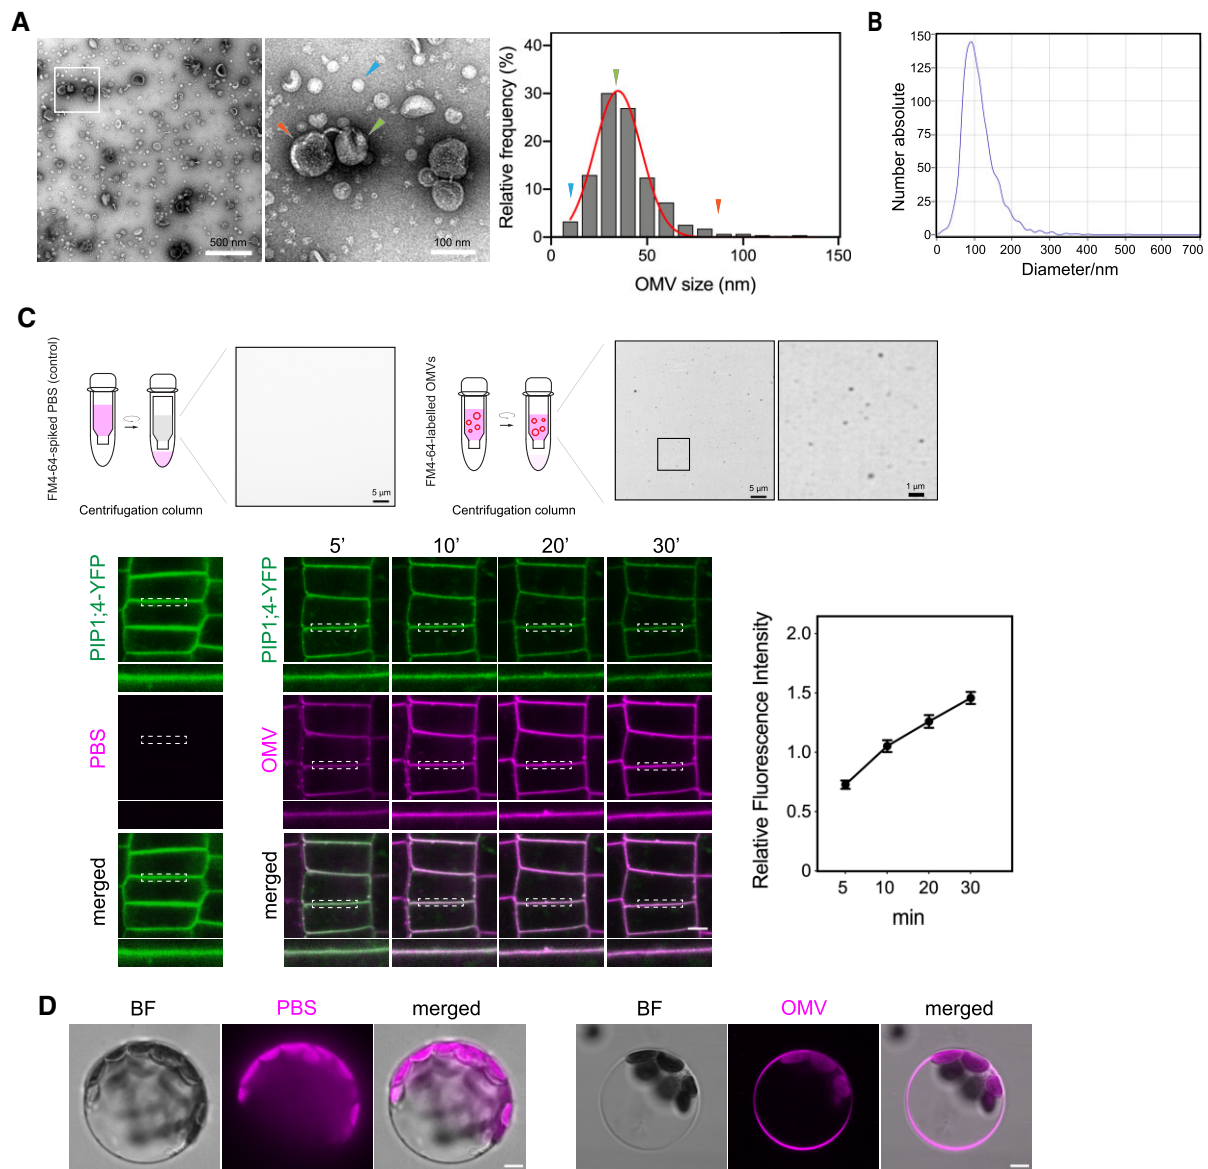 A
500 nm
100 nm
Relative frequency (%)
40
30
20
10
0
0
50
100
150
OMV size (nm)
B
Number absolute
150
100
75
50
25
0
0
100
200
300
400
500
600
700
Diameter/nm
C
FM4-64-spiked PBS (control)
Centrifugation column
5 µm
FM4-64-labelled OMVs
Centrifugation column
5 µm
1 µm
5’
10’
20’
30’
PIP1;4-YFP
PBS
merged
PIP1;4-YFP
OMV
merged
Relative Fluorescence Intensity
2.0
1.5
1.0
0.5
0
5
10
20
30
min
D
BF
PBS
merged
BF
OMV
merged